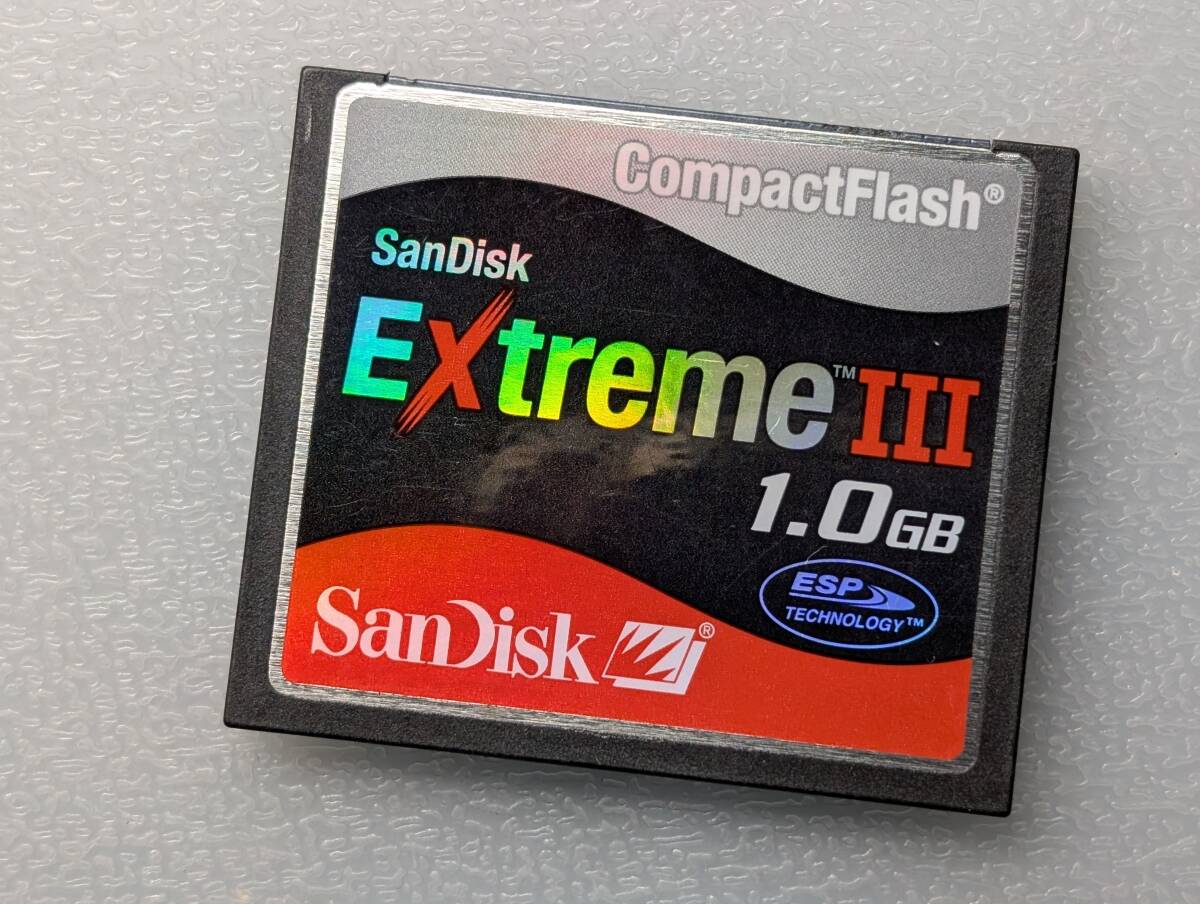 CompactFlash®
SanDisk
Extreme™ III
1.0GB
ESP
TECHNOLOGY™
SanDisk®